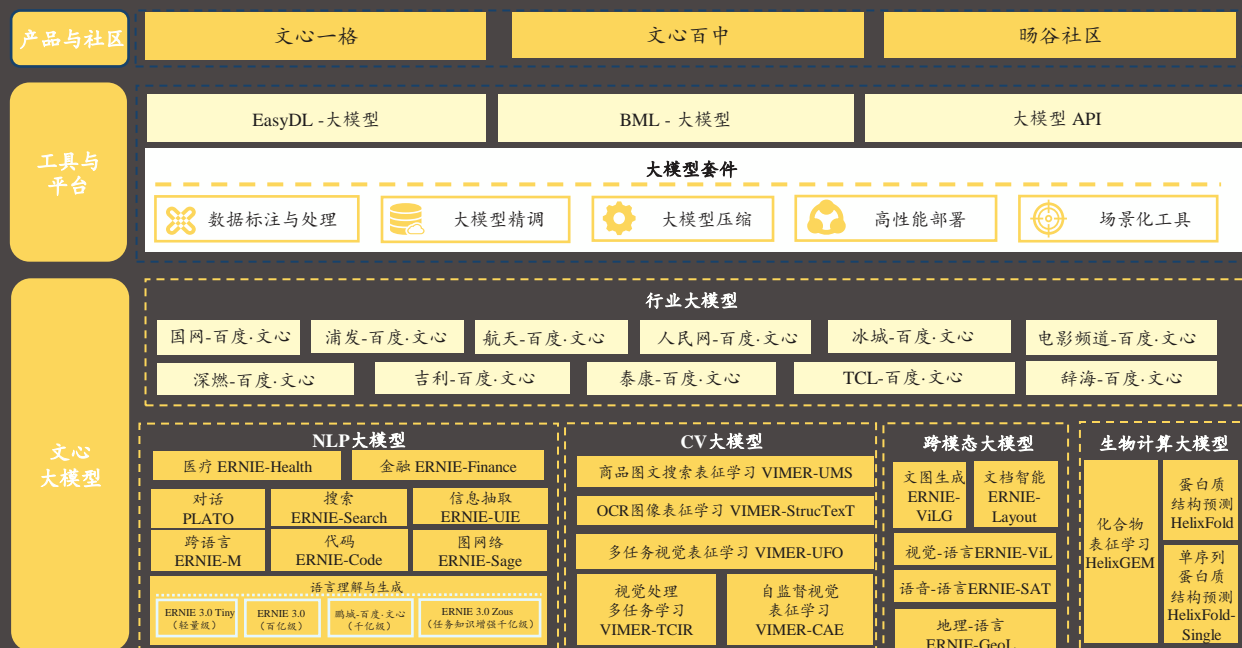 产品与社区
文心一格
文心百中
旸谷社区
工具与
平台
EasyDL -大模型
BML - 大模型
大模型 API
大模型套件
数据标注与处理
大模型精调
大模型压缩
高性能部署
场景化工具
文心
大模型
行业大模型
国网-百度·文心
浦发-百度·文心
航天-百度·文心
人民网-百度·文心
冰城-百度·文心
电影频道-百度·文心
深燃-百度·文心
吉利-百度·文心
泰康-百度·文心
TCL-百度·文心
辞海-百度·文心
NLP大模型
医疗 ERNIE-Health
金融 ERNIE-Finance
对话
PLATO
搜索
ERNIE-Search
信息抽取
ERNIE-UIE
跨语言
ERNIE-M
代码
ERNIE-Code
图网络
ERNIE-Sage
语言理解与生成
ERNIE 3.0 Tiny
（轻量级）
ERNIE 3.0
（百亿级）
鹏城-百度·文心
（千亿级）
ERNIE 3.0 Zous
（任务知识增强千亿级）
CV大模型
商品图文搜索表征学习 VIMER-UMS
OCR图像表征学习 VIMER-StrucTexT
多任务视觉表征学习 VIMER-UFO
视觉处理
多任务学习
VIMER-TCIR
自监督视觉
表征学习
VIMER-CAE
跨模态大模型
文图生成
ERNIE-
ViLG
文档智能
ERNIE-
Layout
视觉-语言ERNIE-ViL
语音-语言ERNIE-SAT
地理-语言
ERNIE-GeoL
生物计算大模型
化合物
表征学习
HelixGEM
蛋白质
结构预测
HelixFold
单序列
蛋白质
结构预测
HelixFold-
Single